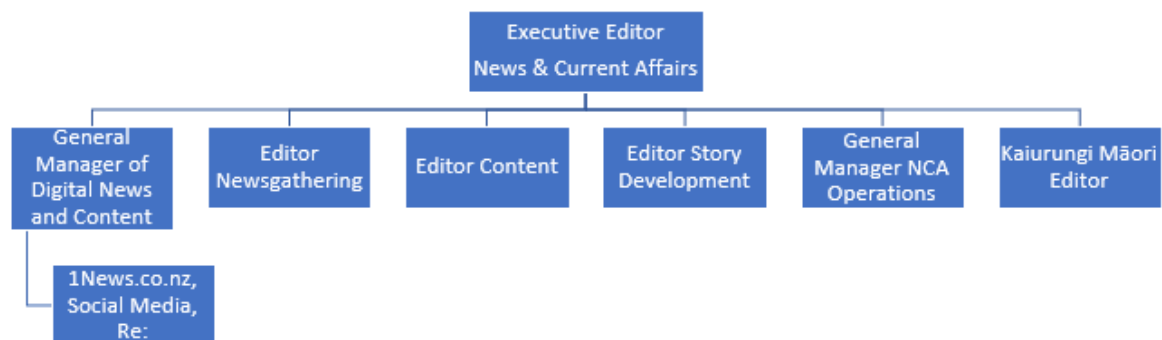 Executive Editor
News & Current Affairs
General
Manager of
Digital News
and Content
Editor
Newsgathering
Editor Content
Editor Story
Development
General
Manager NCA
Operations
Kaiurungi Māori
Editor
1News.co.nz,
Social Media,
Re: